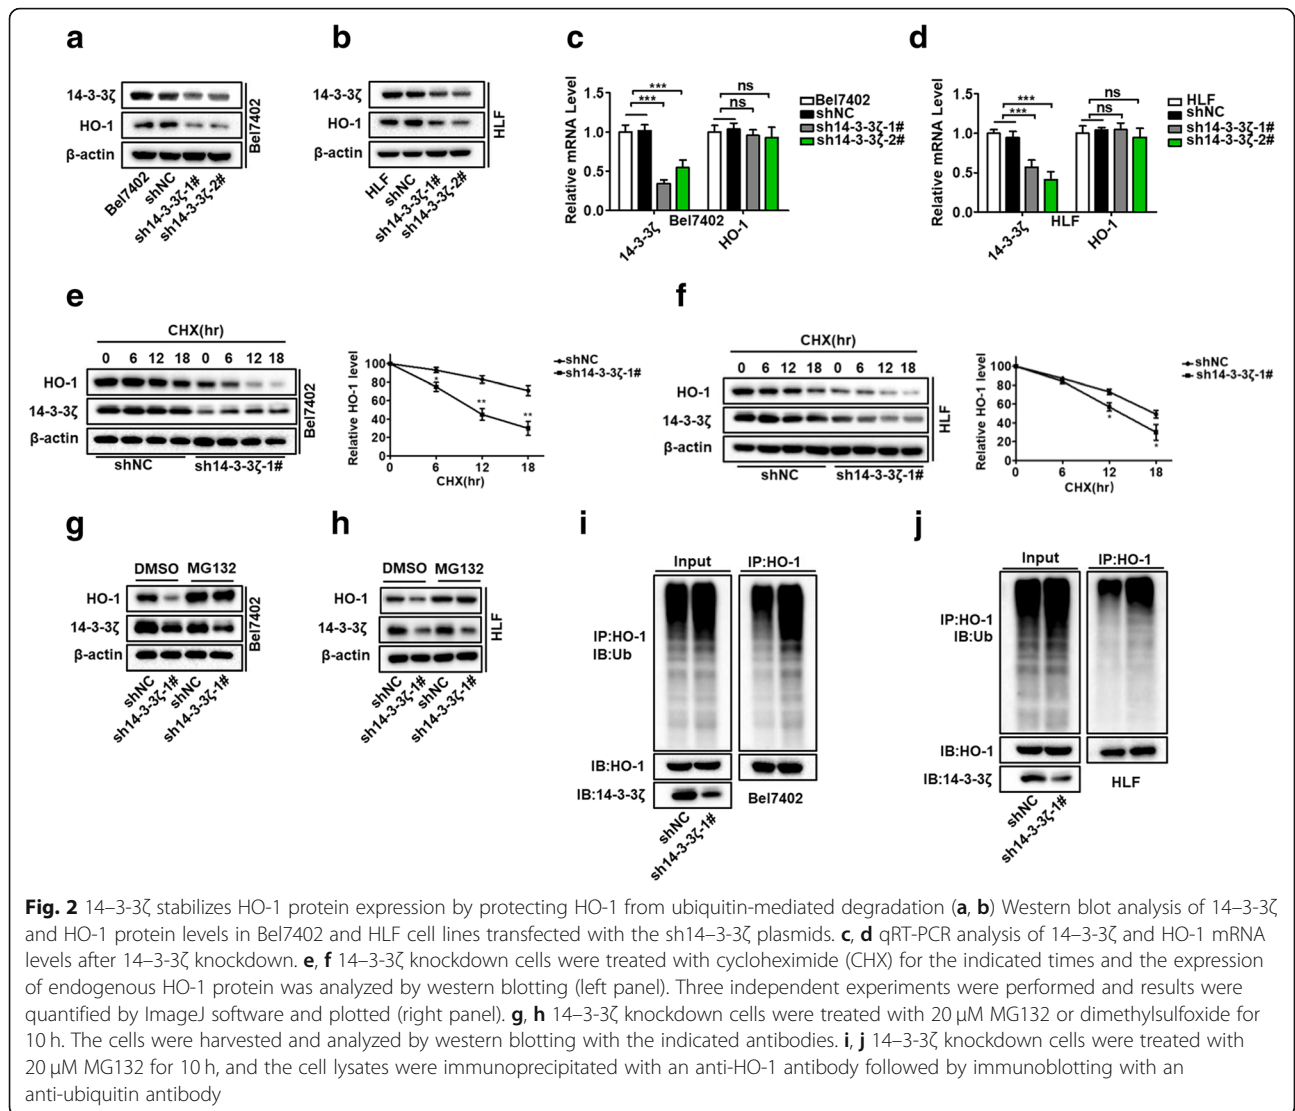 a
14-3-3ζ
HO-1
β-actin
Bel7402
Bel7402
shNC
sh14-3-3ζ-1#
sh14-3-3ζ-2#
b
14-3-3ζ
HO-1
β-actin
HLF
HLF
shNC
sh14-3-3ζ-1#
sh14-3-3ζ-2#
c
Relative mRNA Level
1.5
1.0
0.5
0.0
***
***
ns
ns
14-3-3ζ
Bel7402
HO-1
Bel7402
shNC
sh14-3-3ζ-1#
sh14-3-3ζ-2#
d
Relative mRNA Level
1.5
1.0
0.5
0.0
***
***
ns
ns
14-3-3ζ
HLF
HO-1
HLF
shNC
sh14-3-3ζ-1#
sh14-3-3ζ-2#
e
CHX(hr)
0 6 12 18 0 6 12 18
HO-1
14-3-3ζ
β-actin
Bel7402
shNC sh14-3-3ζ-1#
Relative HO-1 level
100
80
60
40
20
0
*
**
**
0 6 12 18
CHX(hr)
shNC
sh14-3-3ζ-1#
f
CHX(hr)
0 6 12 18 0 6 12 18
HO-1
14-3-3ζ
β-actin
HLF
shNC sh14-3-3ζ-1#
Relative HO-1 level
100
80
60
40
20
0
*
*
0 6 12 18
CHX(hr)
shNC
sh14-3-3ζ-1#
g
DMSO MG132
HO-1
14-3-3ζ
β-actin
Bel7402
shNC
sh14-3-3ζ-1#
shNC
sh14-3-3ζ-1#
h
DMSO MG132
HO-1
14-3-3ζ
β-actin
HLF
shNC
sh14-3-3ζ-1#
shNC
sh14-3-3ζ-1#
i
Input IP:HO-1
IP:HO-1
IB:Ub
IB:HO-1
IB:14-3-3ζ
Bel7402
shNC
sh14-3-3ζ-1#
j
Input IP:HO-1
IP:HO-1
IB:Ub
IB:HO-1
IB:14-3-3ζ
HLF
shNC
sh14-3-3ζ-1#
Fig. 2 14–3-3ζ stabilizes HO-1 protein expression by protecting HO-1 from ubiquitin-mediated degradation (a, b) Western blot analysis of 14–3-3ζ
and HO-1 protein levels in Bel7402 and HLF cell lines transfected with the sh14–3-3ζ plasmids. c, d qRT-PCR analysis of 14–3-3ζ and HO-1 mRNA
levels after 14–3-3ζ knockdown. e, f 14–3-3ζ knockdown cells were treated with cycloheximide (CHX) for the indicated times and the expression
of endogenous HO-1 protein was analyzed by western blotting (left panel). Three independent experiments were performed and results were
quantified by ImageJ software and plotted (right panel). g, h 14–3-3ζ knockdown cells were treated with 20 μM MG132 or dimethylsulfoxide for
10 h. The cells were harvested and analyzed by western blotting with the indicated antibodies. i, j 14–3-3ζ knockdown cells were treated with
20 μM MG132 for 10 h, and the cell lysates were immunoprecipitated with an anti-HO-1 antibody followed by immunoblotting with an
anti-ubiquitin antibody